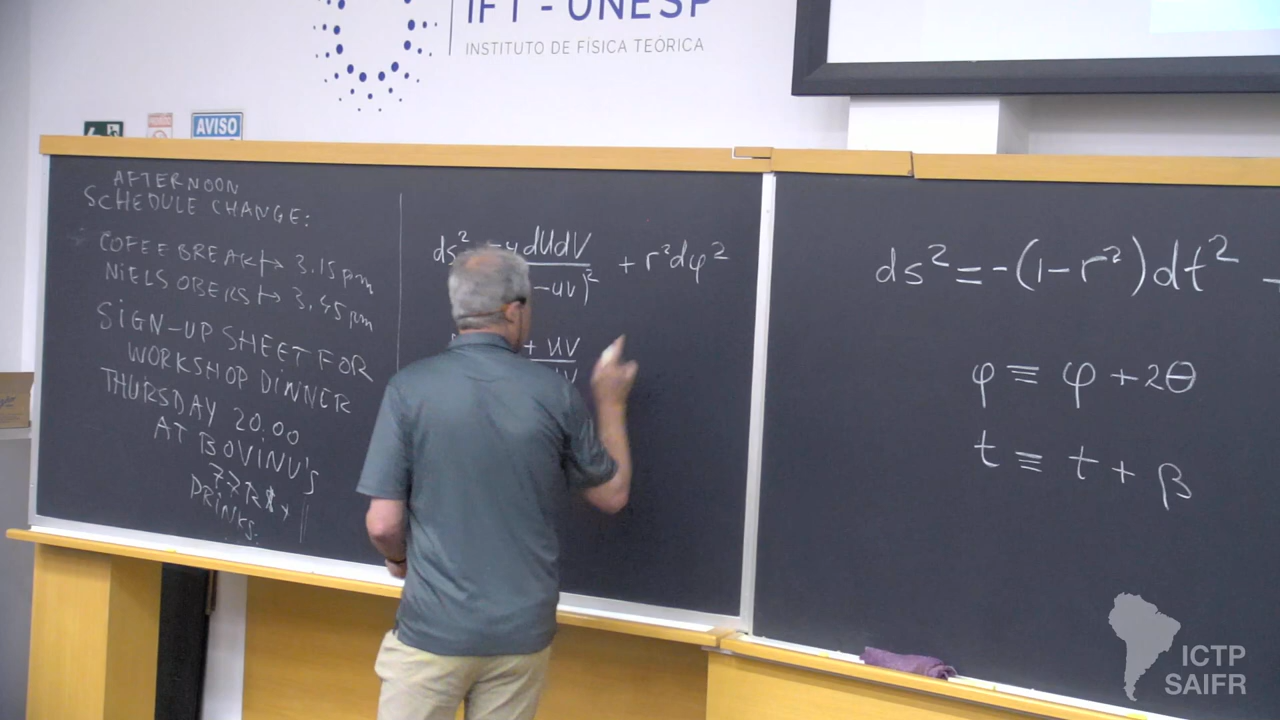 IFT - UNESP
INSTITUTO DE FÍSICA TEÓRICA
AVISO
AFTERNOON
SCHEDULE CHANGE:
COFEE BREAK → 3.15 pm
NIELS OBERS → 3.45 pm
SIGN-UP SHEET FOR
WORKSHOP DINNER
THURSDAY 20.00
AT BOVINU'S
77R$ +
DRINKS.
ds² dUdV
-uv)² + r²dφ²
+ uv
ds² = -(1-r²)dt²
φ ≡ φ + 2θ
t ≡ t + β
ICTP
SAIFR